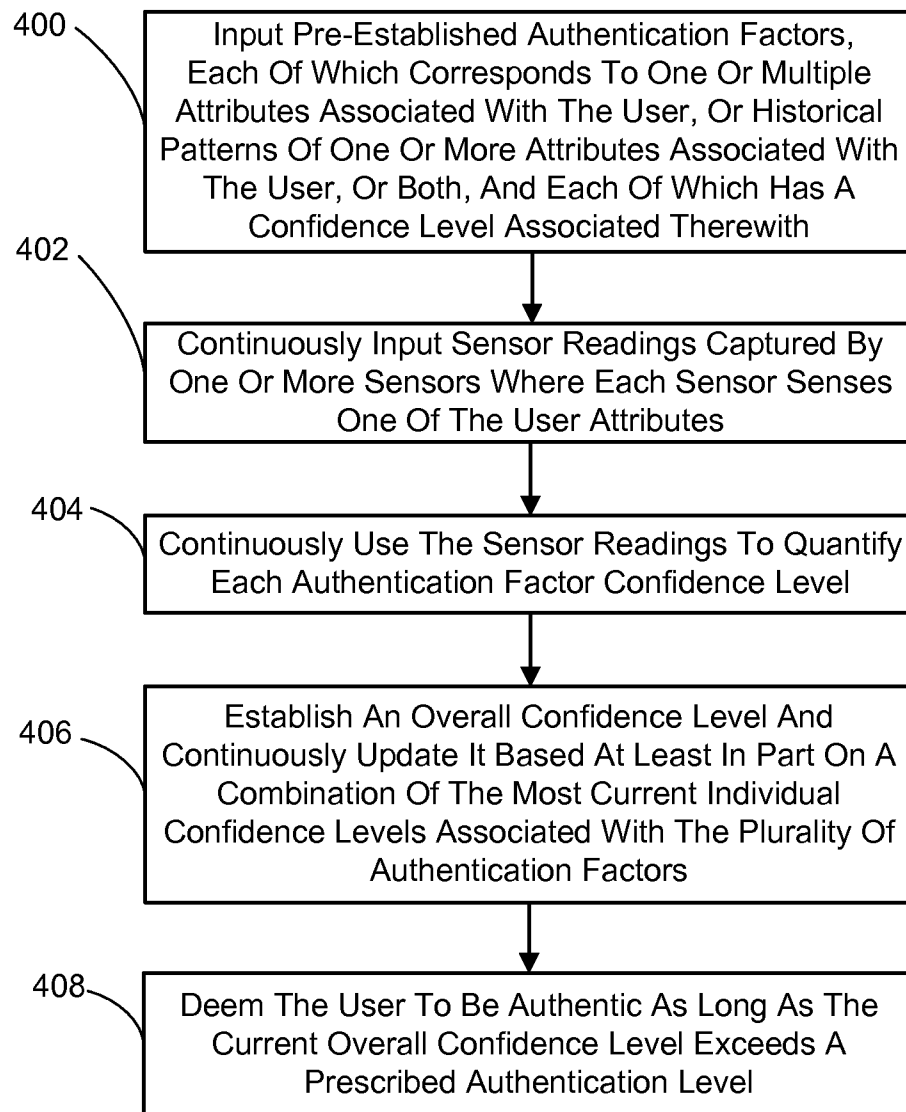 400
Input Pre-Established Authentication Factors,
Each Of Which Corresponds To One Or Multiple
Attributes Associated With The User, Or Historical
Patterns Of One Or More Attributes Associated With
The User, Or Both, And Each Of Which Has A
Confidence Level Associated Therewith
402
Continuously Input Sensor Readings Captured By
One Or More Sensors Where Each Sensor Senses
One Of The User Attributes
404
Continuously Use The Sensor Readings To Quantify
Each Authentication Factor Confidence Level
406
Establish An Overall Confidence Level And
Continuously Update It Based At Least In Part On A
Combination Of The Most Current Individual
Confidence Levels Associated With The Plurality Of
Authentication Factors
408
Deem The User To Be Authentic As Long As The
Current Overall Confidence Level Exceeds A
Prescribed Authentication Level